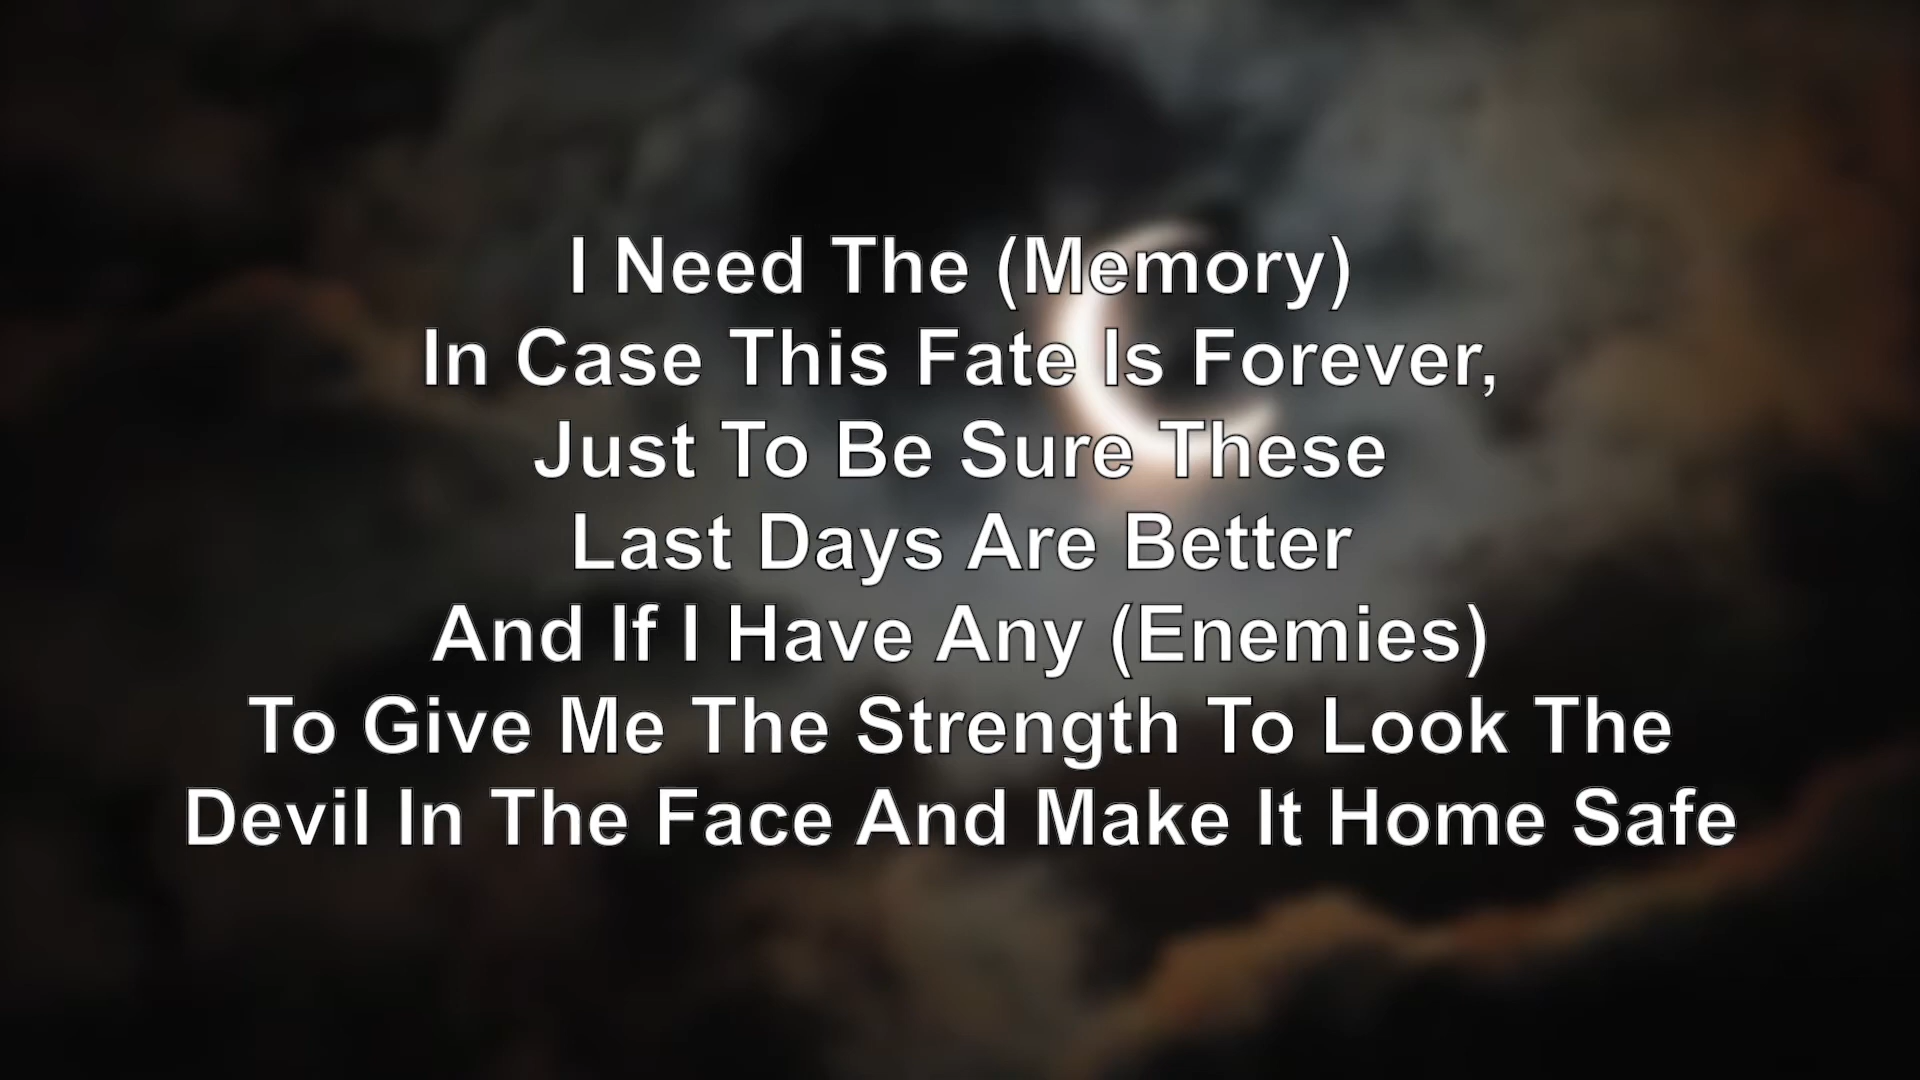 I Need The (Memory)
In Case This Fate Is Forever,
Just To Be Sure These
Last Days Are Better
And If I Have Any (Enemies)
To Give Me The Strength To Look The
Devil In The Face And Make It Home Safe